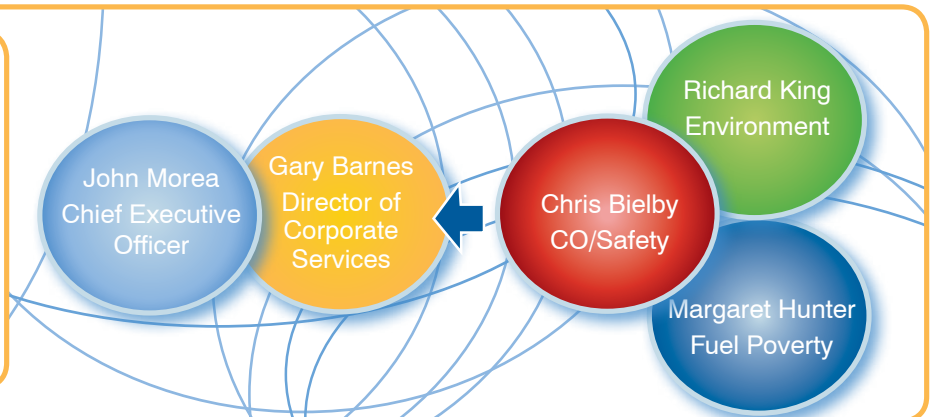 John Morea
Chief Executive
Officer
Gary Barnes
Director of
Corporate
Services
Chris Bielby
CO/Safety
Richard King
Environment
Margaret Hunter
Fuel Poverty